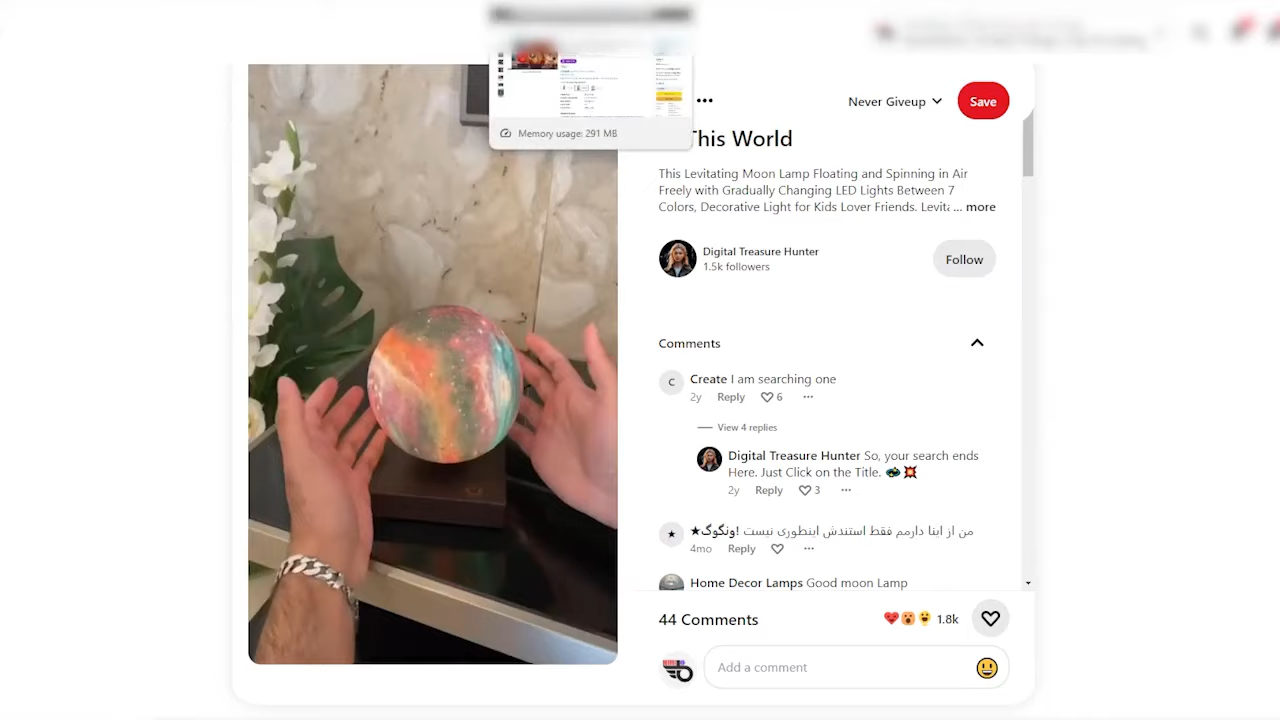 Memory usage: 291 MB
Never Giveup
Save
This World
This Levitating Moon Lamp Floating and Spinning in Air
Freely with Gradually Changing LED Lights Between 7
Colors, Decorative Light for Kids Lover Friends. Levita ... more
Digital Treasure Hunter
1.5k followers
Follow
Comments
C
Create I am searching one
2y Reply 6
View 4 replies
Digital Treasure Hunter So, your search ends
Here. Just Click on the Title.
2y Reply 3
★ونگوگ! من از اینا دارمم فقط استندش اینطوری نیست
4mo Reply
Home Decor Lamps Good moon Lamp
44 Comments
1.8k
Add a comment